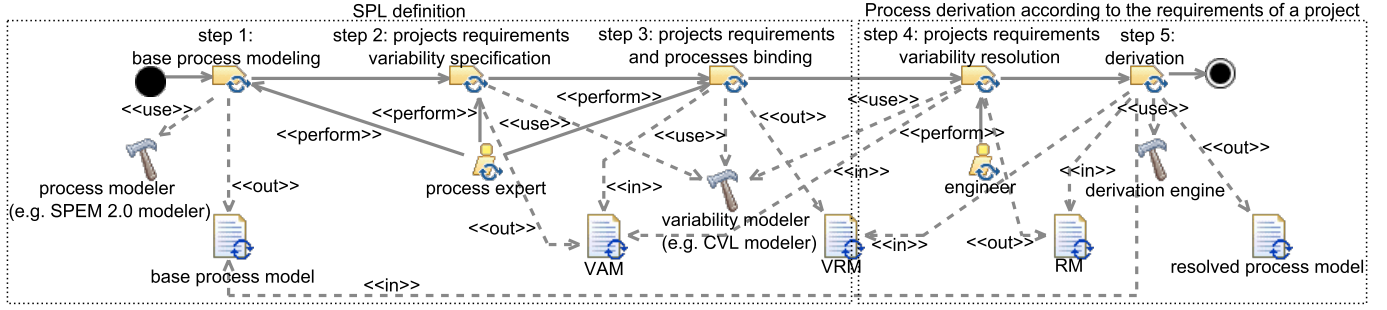 SPL definition
Process derivation according to the requirements of a project
step 1:
base process modeling
step 2: projects requirements
variability specification
step 3: projects requirements
and processes binding
step 4: projects requirements
variability resolution
step 5:
derivation
<<use>>
<<perform>>
<<perform>>
<<use>>
<<perform>>
<<use>>
<<out>>
<<use>>
<<perform>>
<<use>>
<<out>>
process modeler
(e.g. SPEM 2.0 modeler)
<<out>>
process expert
<<in>>
<<in>>
engineer
<<in>>
derivation engine
variability modeler
(e.g. CVL modeler)
<<out>>
<<in>>
<<out>>
base process model
VAM
VRM
RM
resolved process model
<<in>>